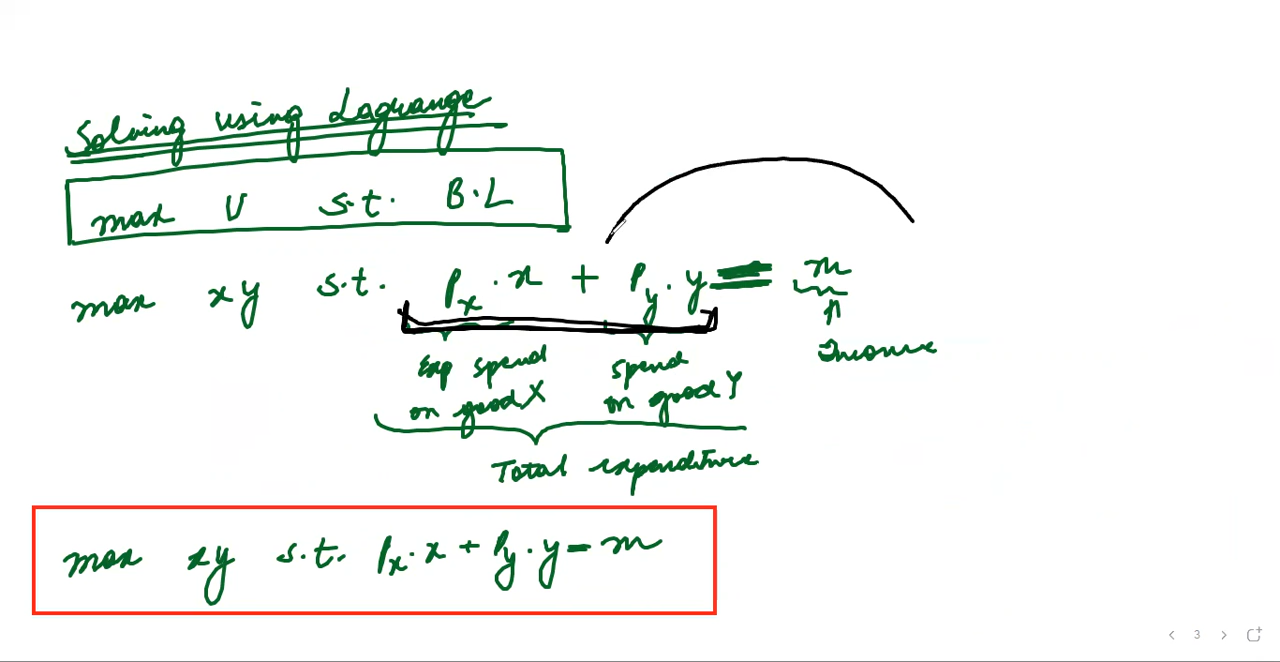 Solving using Lagrange
max U s.t. B.L
max xy s.t. Px . x + Py . y = m
Exp spend on good X
spend on good Y
Income
Total expenditure
max xy s.t. Px . x + Py . y = m
3